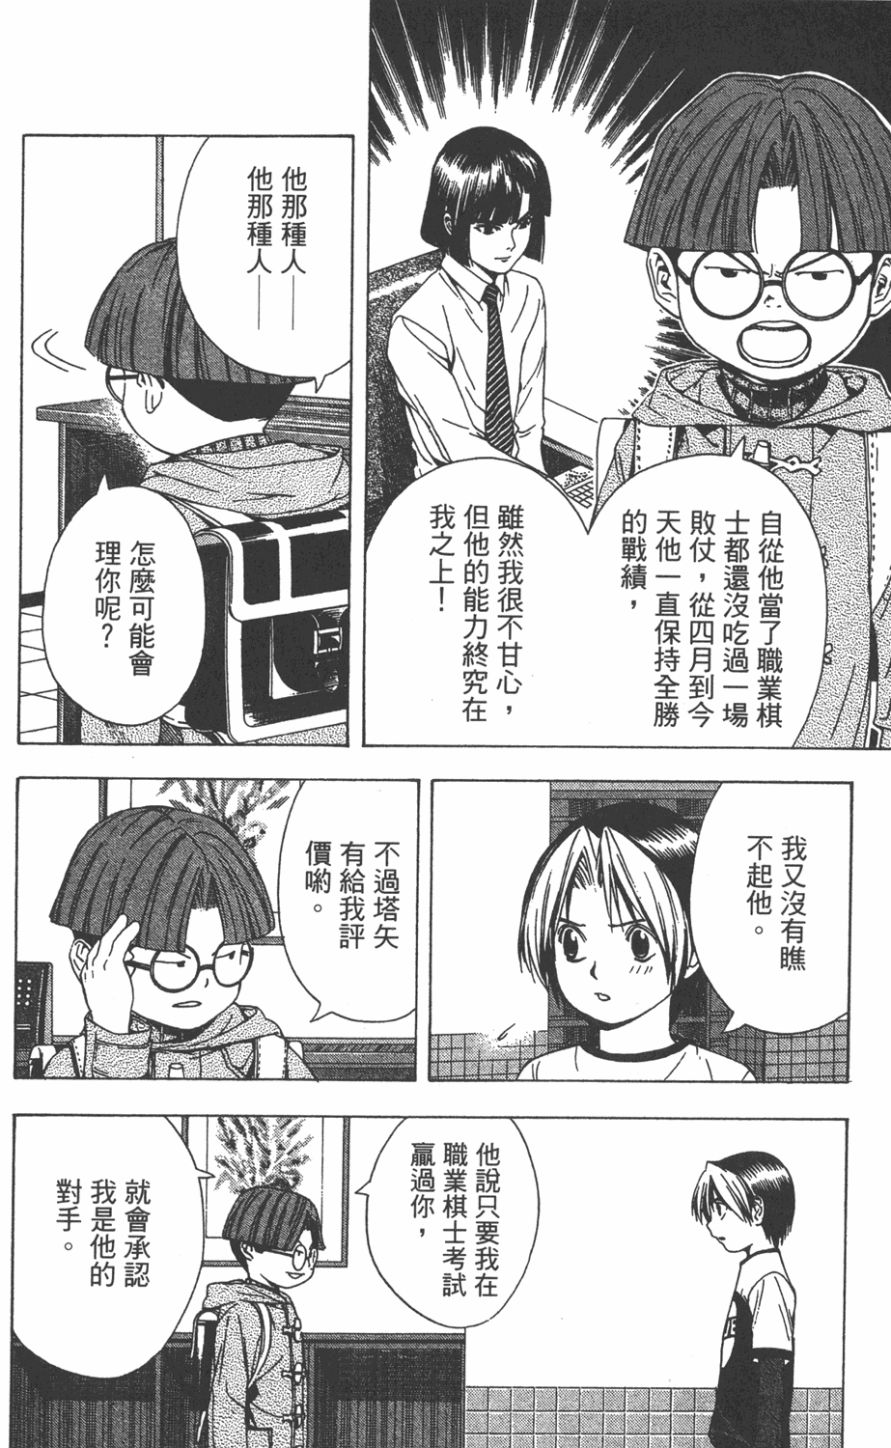 自從他當了職業棋
士都還沒吃過一場
敗仗，從四月到今
天他一直保持全勝
的戰績，
雖然我很不甘心，
但他的能力終究在
我之上！
他那種人──
他那種人──
怎麼可能會
理你呢？
我又沒有瞧
不起他。
不過塔矢
有給我評
價喲。
他說只要我在
職業棋士考試
贏過你，
就會承認
我是他的
對手。